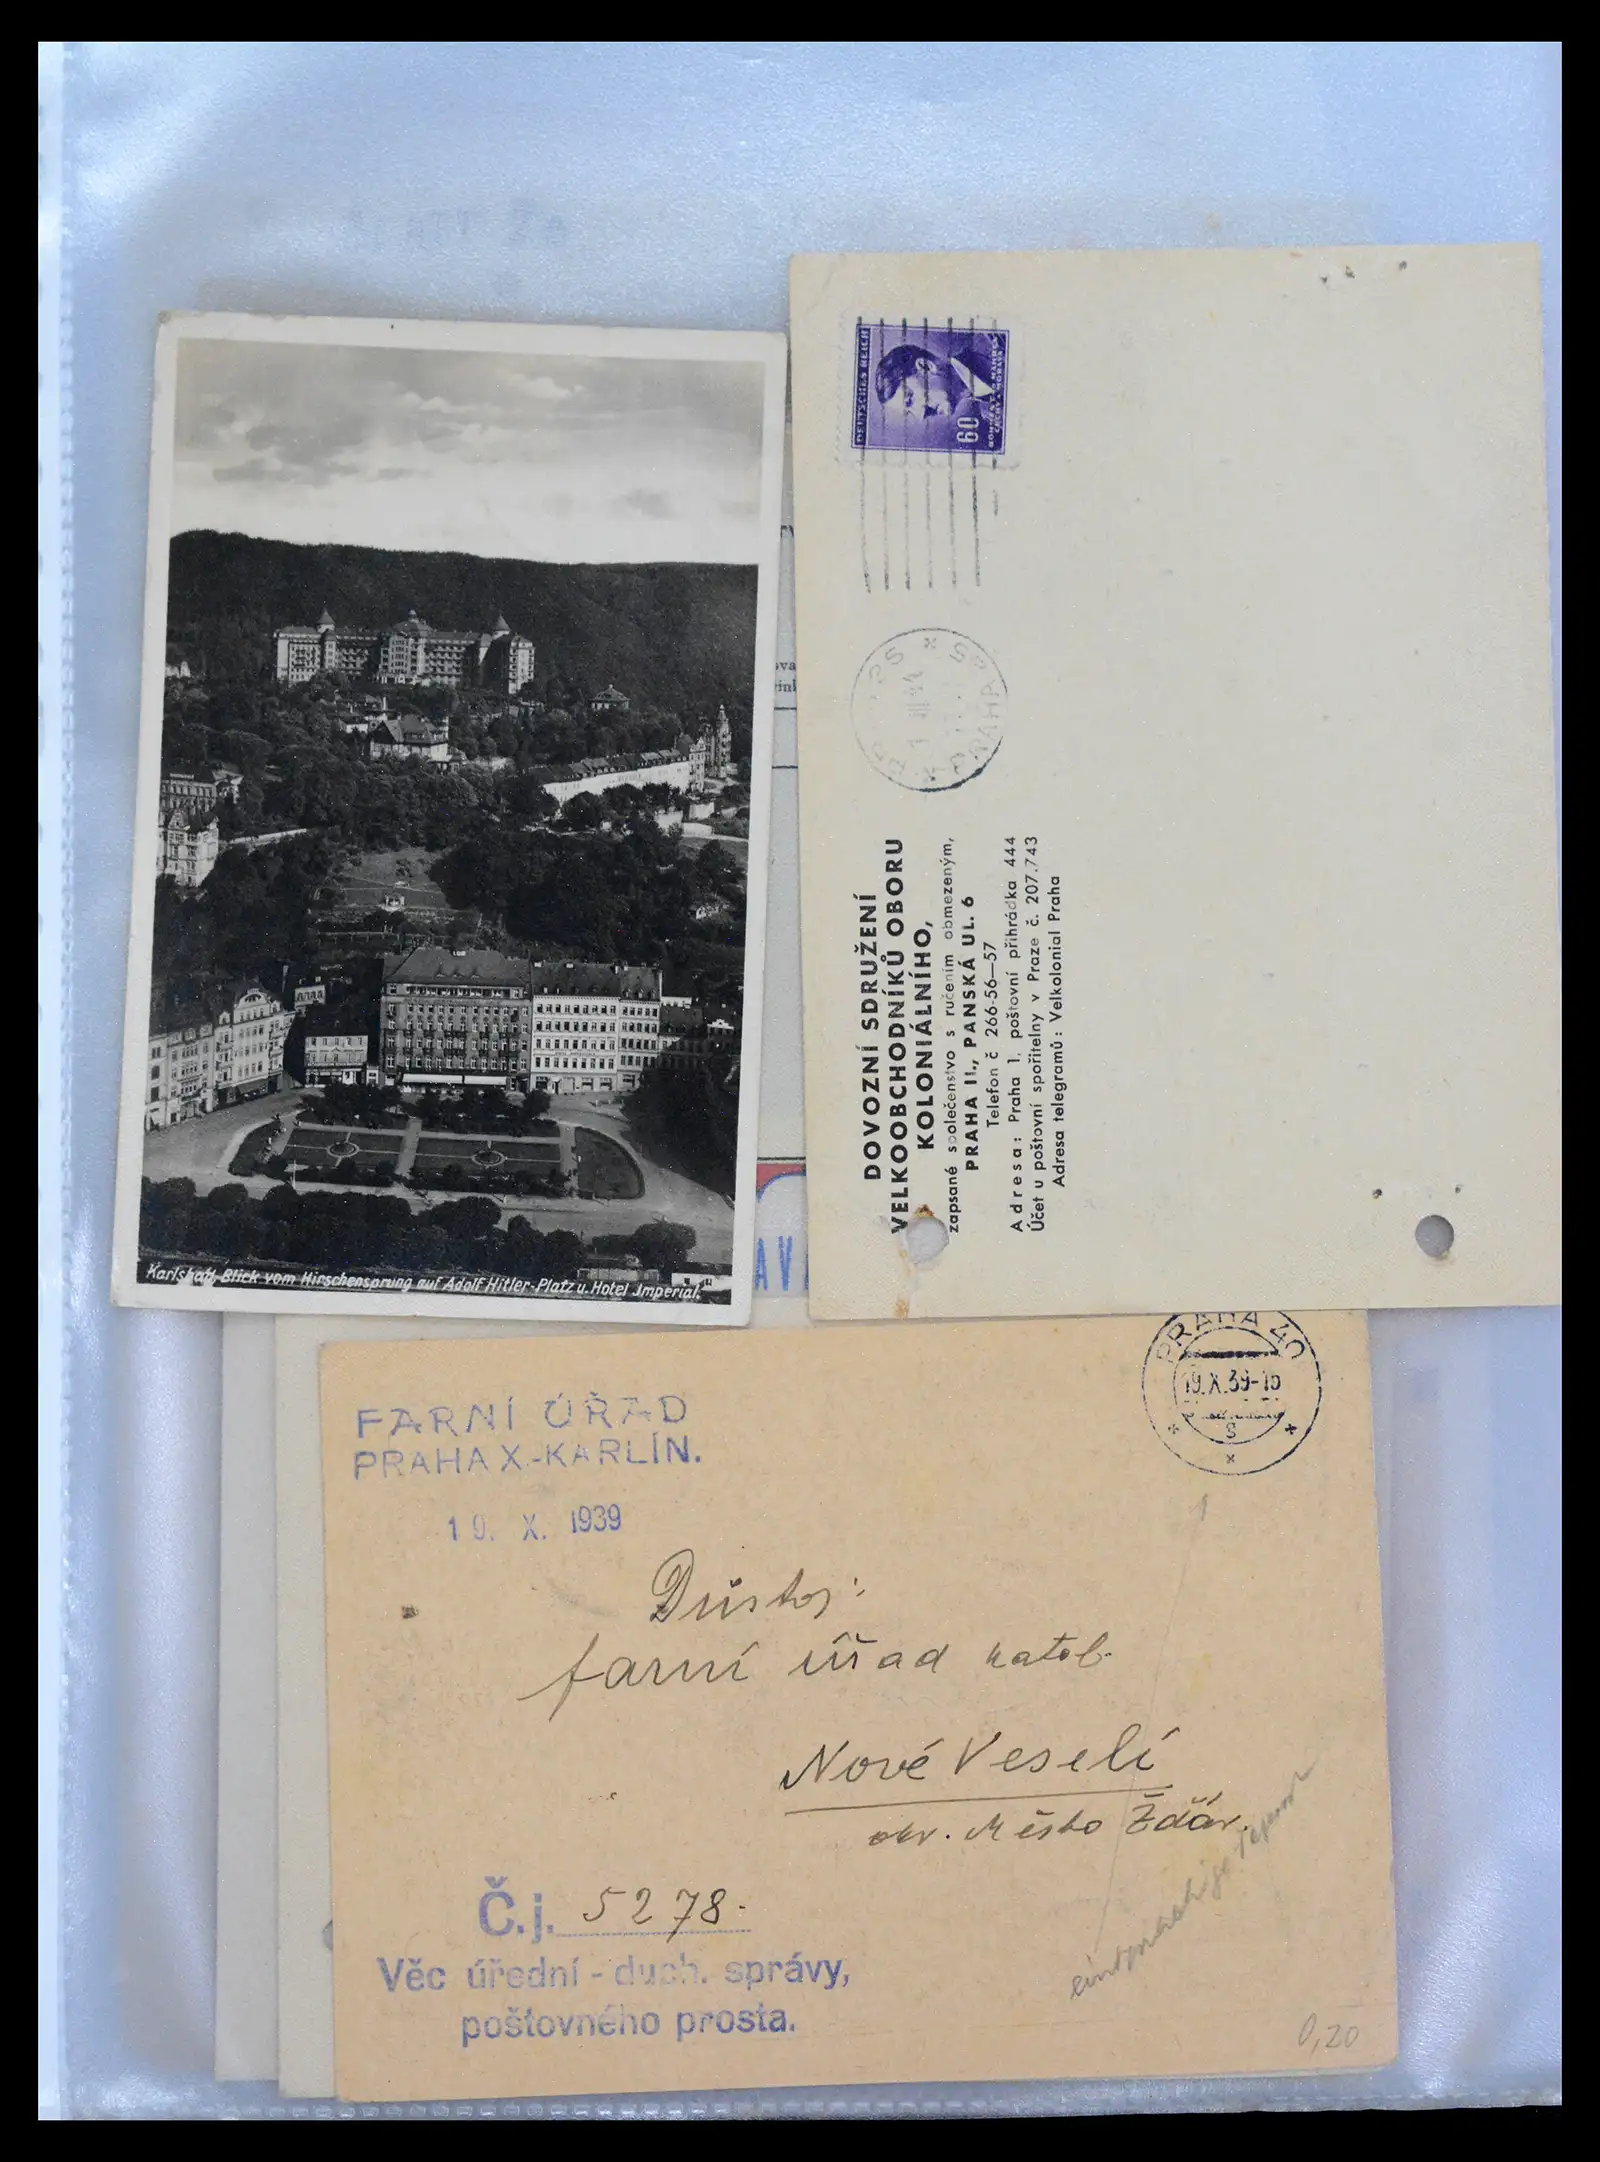 Karlsbad, Blick vom Hirschensprung auf Adolf Hitler-Platz u. Hotel Imperial.
DEUTSCHES REICH
60
BÖHMEN U. MÄHREN
ČECHY A MORAVA
PRAHA
DOVOZNÍ SDRUŽENÍ
VELKOOBCHODNÍKŮ OBORU
KOLONIÁLNÍHO,
zapsané společenstvo s ručením obmezeným,
PRAHA II., PANSKÁ UL. 6
Telefon č 266-56—57
Adresa: Praha 1, poštovní přihrádka 444
Účet u poštovní spořitelny v Praze č. 207.743
Adresa telegramů: Velkolonial Praha
PRAHA 40
19.X.39-15
FARNÍ ÚŘAD
PRAHA X.-KARLÍN.
19. X. 1939
Důstoj:
farní úřad katol.
Nové Veselí
okr. Město Žďár.
Č.j. 5278.
Věc úřední - duch. správy,
poštovného prosta.
0,20